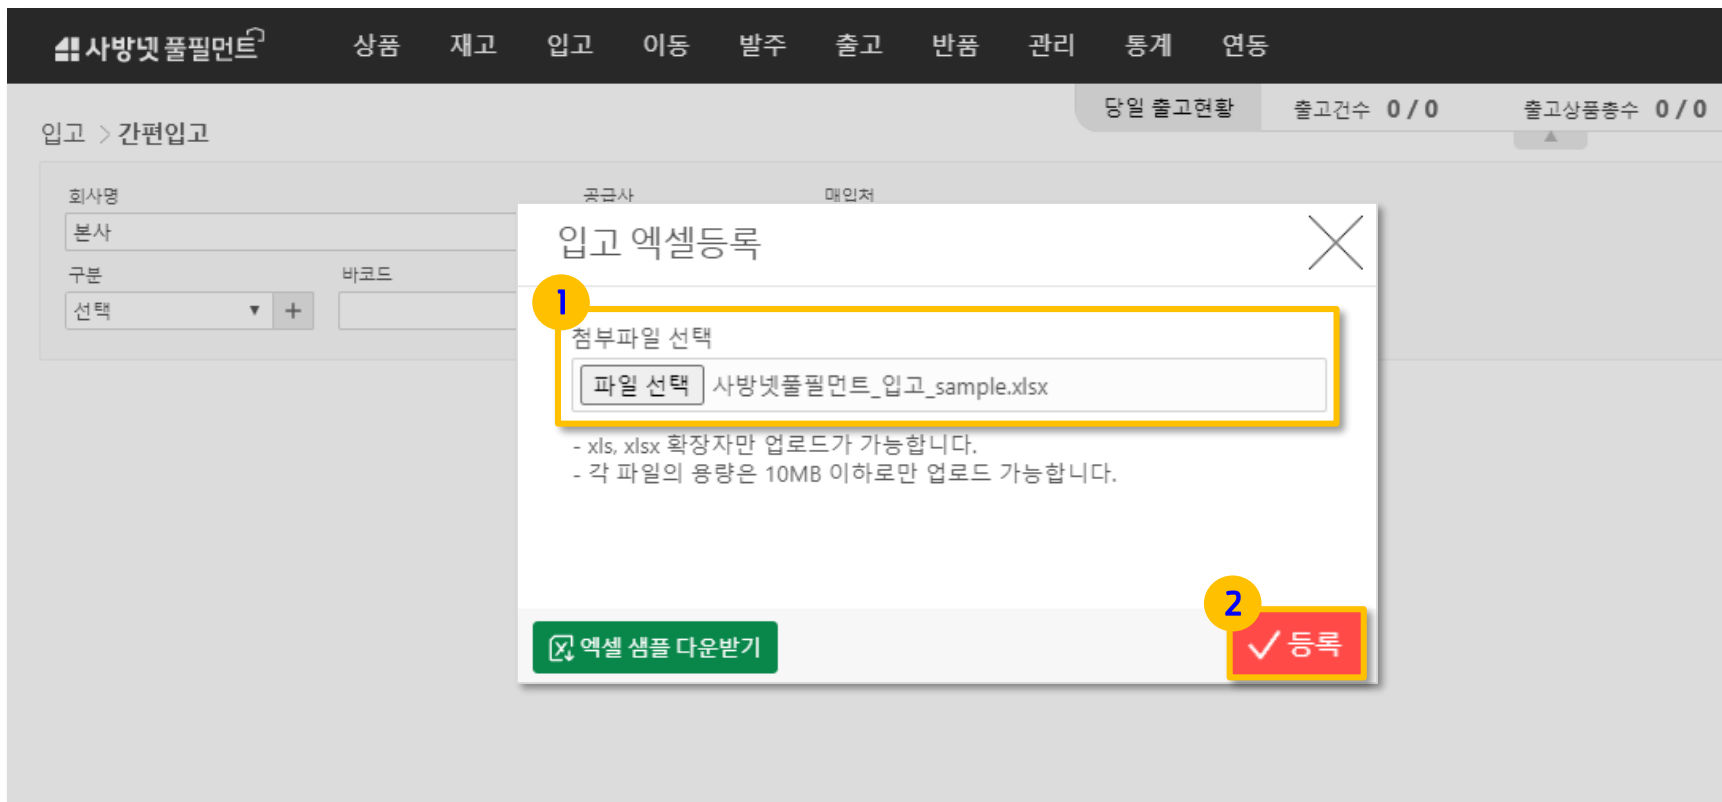 사방넷 풀필먼트 상품 재고 입고 이동 발주 출고 반품 관리 통계 연동
당일 출고현황 출고건수 0 / 0 출고상품총수 0 / 0
입고 > 간편입고
회사명 공급사 매입처
본사
구분 바코드
선택 ▼ +
입고 엑셀등록
1
첨부파일 선택
파일 선택 사방넷풀필먼트_입고_sample.xlsx
- xls, xlsx 확장자만 업로드가 가능합니다.
- 각 파일의 용량은 10MB 이하로만 업로드 가능합니다.
2
엑셀 샘플 다운받기
등록